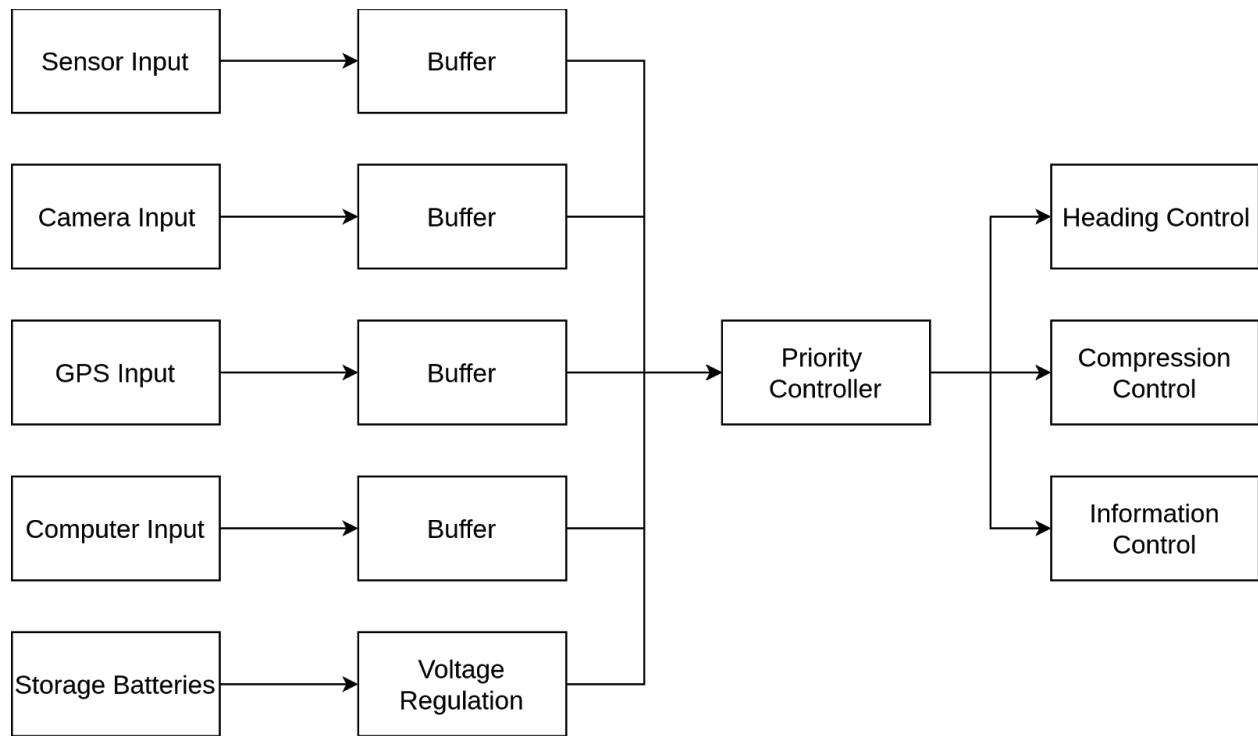 Sensor Input
Buffer
Camera Input
Buffer
Heading Control
GPS Input
Buffer
Priority
Controller
Compression
Control
Computer Input
Buffer
Information
Control
Storage Batteries
Voltage
Regulation